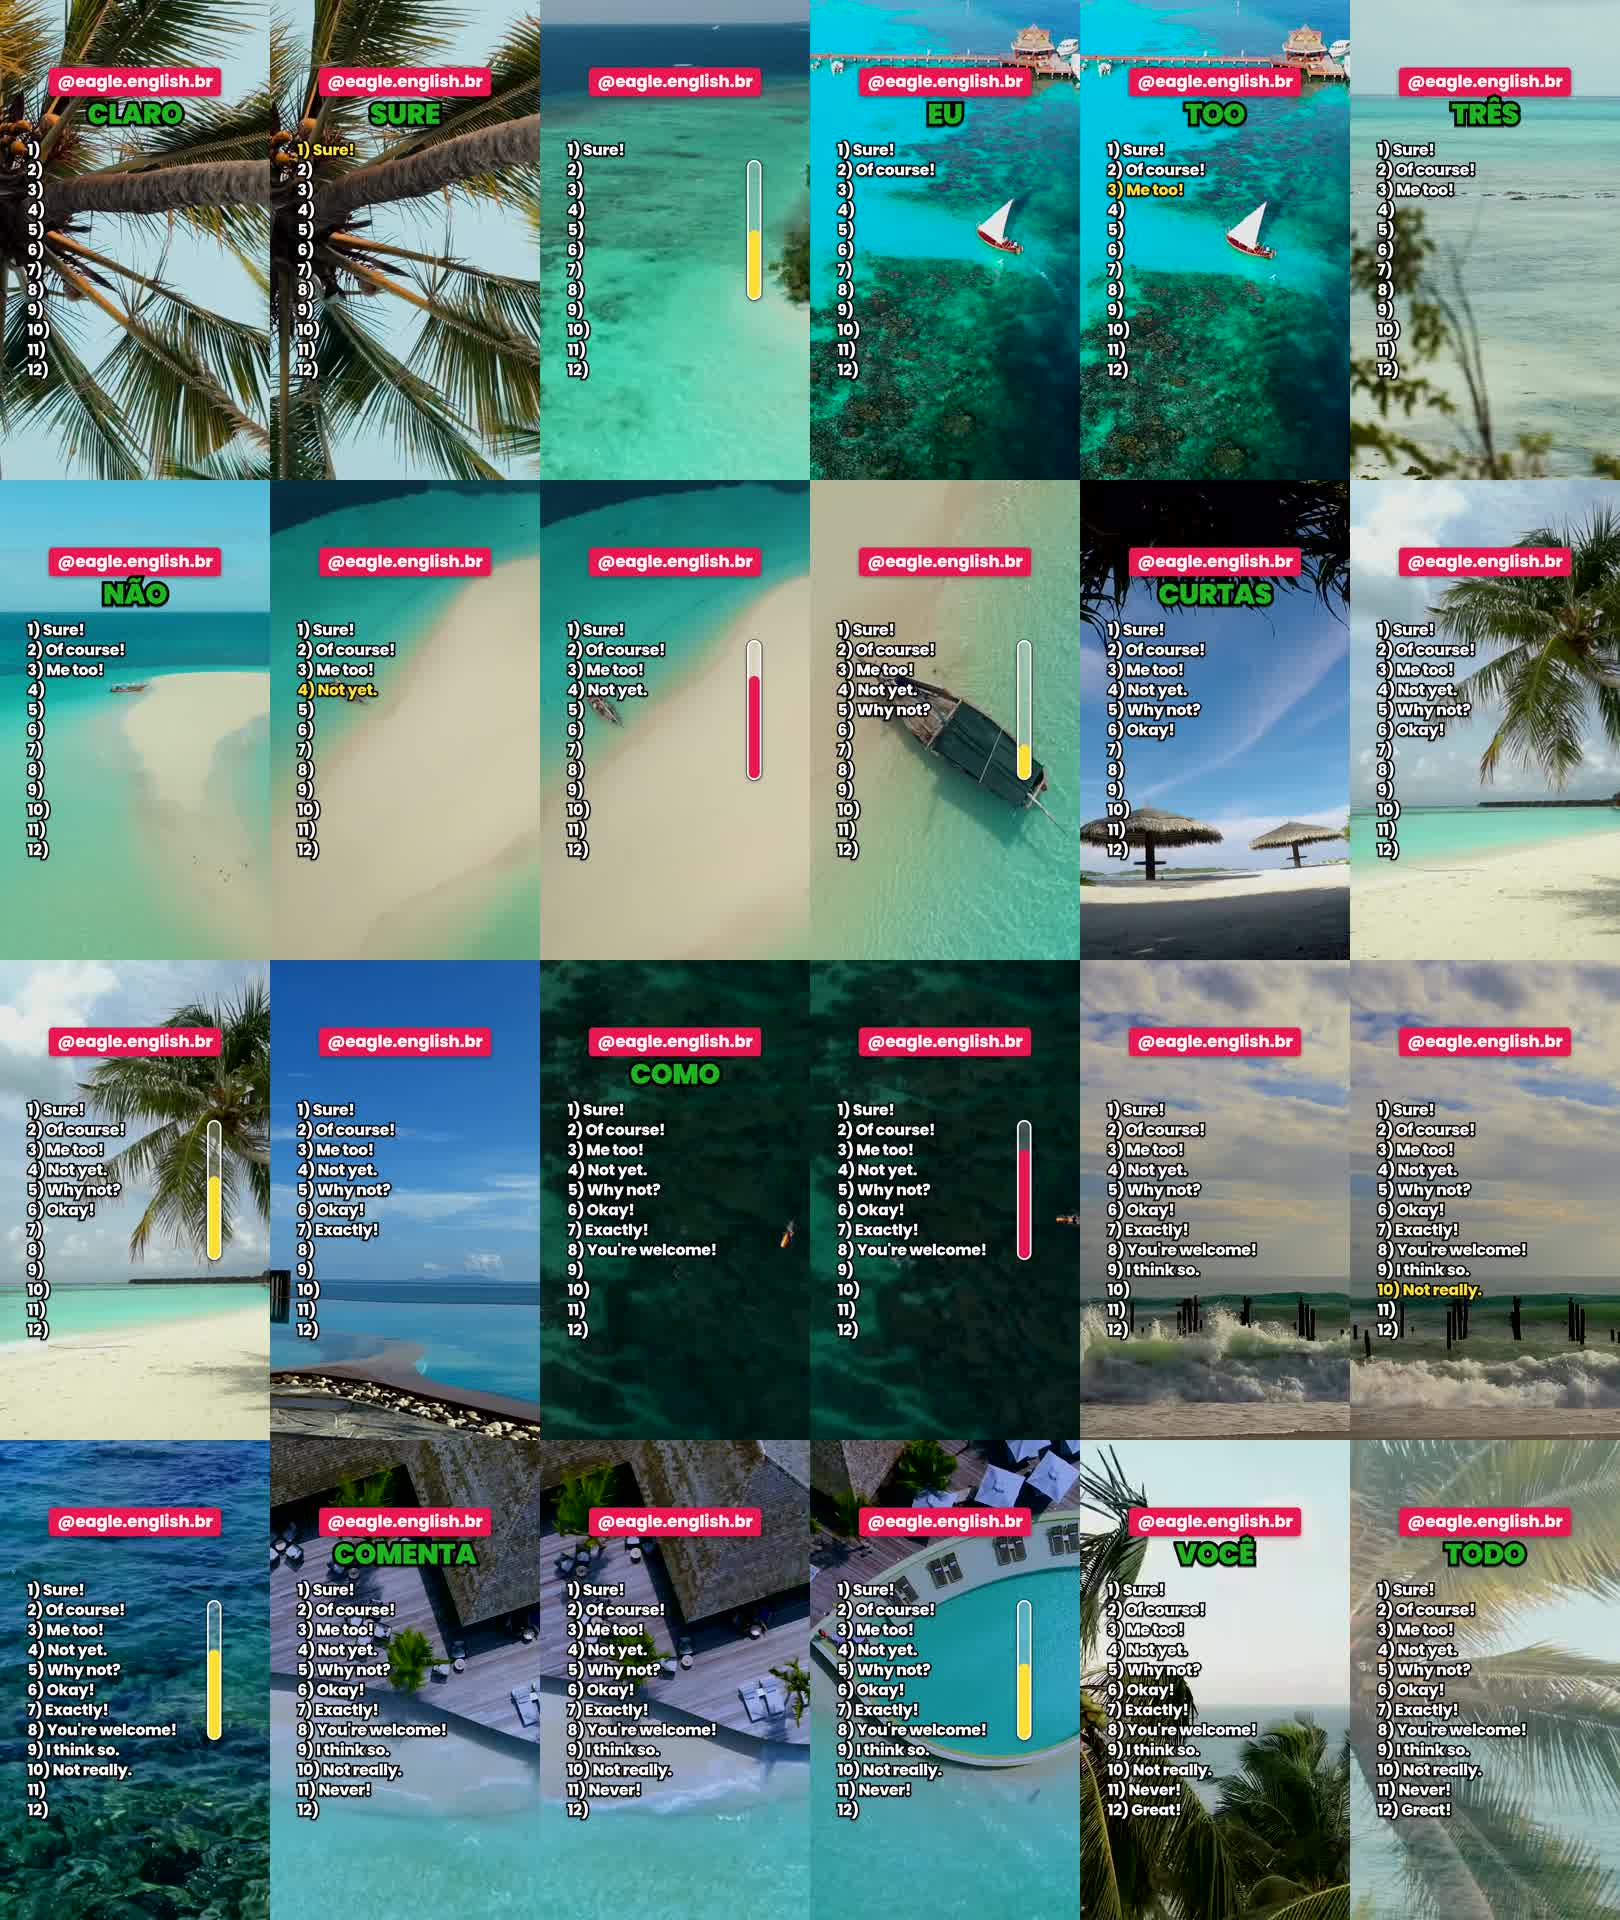 @eagle.english.br
CLARO
1)
2)
3)
4)
5)
6)
7)
8)
9)
10)
11)
12)
@eagle.english.br
SURE
1) Sure!
2)
3)
4)
5)
6)
7)
8)
9)
10)
11)
12)
@eagle.english.br
1) Sure!
2)
3)
4)
5)
6)
7)
8)
9)
10)
11)
12)
@eagle.english.br
EU
1) Sure!
2) Of course!
3)
4)
5)
6)
7)
8)
9)
10)
11)
12)
@eagle.english.br
TOO
1) Sure!
2) Of course!
3) Me too!
4)
5)
6)
7)
8)
9)
10)
11)
12)
@eagle.english.br
TRÊS
1) Sure!
2) Of course!
3) Me too!
4)
5)
6)
7)
8)
9)
10)
11)
12)
@eagle.english.br
NÃO
1) Sure!
2) Of course!
3) Me too!
4)
5)
6)
7)
8)
9)
10)
11)
12)
@eagle.english.br
1) Sure!
2) Of course!
3) Me too!
4) Not yet.
5)
6)
7)
8)
9)
10)
11)
12)
@eagle.english.br
1) Sure!
2) Of course!
3) Me too!
4) Not yet.
5)
6)
7)
8)
9)
10)
11)
12)
@eagle.english.br
1) Sure!
2) Of course!
3) Me too!
4) Not yet.
5) Why not?
6)
7)
8)
9)
10)
11)
12)
@eagle.english.br
CURTAS
1) Sure!
2) Of course!
3) Me too!
4) Not yet.
5) Why not?
6) Okay!
7)
8)
9)
10)
11)
12)
@eagle.english.br
1) Sure!
2) Of course!
3) Me too!
4) Not yet.
5) Why not?
6) Okay!
7)
8)
9)
10)
11)
12)
@eagle.english.br
1) Sure!
2) Of course!
3) Me too!
4) Not yet.
5) Why not?
6) Okay!
7)
8)
9)
10)
11)
12)
@eagle.english.br
1) Sure!
2) Of course!
3) Me too!
4) Not yet.
5) Why not?
6) Okay!
7) Exactly!
8)
9)
10)
11)
12)
@eagle.english.br
COMO
1) Sure!
2) Of course!
3) Me too!
4) Not yet.
5) Why not?
6) Okay!
7) Exactly!
8) You're welcome!
9)
10)
11)
12)
@eagle.english.br
1) Sure!
2) Of course!
3) Me too!
4) Not yet.
5) Why not?
6) Okay!
7) Exactly!
8) You're welcome!
9)
10)
11)
12)
@eagle.english.br
1) Sure!
2) Of course!
3) Me too!
4) Not yet.
5) Why not?
6) Okay!
7) Exactly!
8) You're welcome!
9) I think so.
10)
11)
12)
@eagle.english.br
1) Sure!
2) Of course!
3) Me too!
4) Not yet.
5) Why not?
6) Okay!
7) Exactly!
8) You're welcome!
9) I think so.
10) Not really.
11)
12)
@eagle.english.br
1) Sure!
2) Of course!
3) Me too!
4) Not yet.
5) Why not?
6) Okay!
7) Exactly!
8) You're welcome!
9) I think so.
10) Not really.
11)
12)
@eagle.english.br
COMENTA
1) Sure!
2) Of course!
3) Me too!
4) Not yet.
5) Why not?
6) Okay!
7) Exactly!
8) You're welcome!
9) I think so.
10) Not really.
11) Never!
12)
@eagle.english.br
1) Sure!
2) Of course!
3) Me too!
4) Not yet.
5) Why not?
6) Okay!
7) Exactly!
8) You're welcome!
9) I think so.
10) Not really.
11) Never!
12)
@eagle.english.br
1) Sure!
2) Of course!
3) Me too!
4) Not yet.
5) Why not?
6) Okay!
7) Exactly!
8) You're welcome!
9) I think so.
10) Not really.
11) Never!
12)
@eagle.english.br
VOCÊ
1) Sure!
2) Of course!
3) Me too!
4) Not yet.
5) Why not?
6) Okay!
7) Exactly!
8) You're welcome!
9) I think so.
10) Not really.
11) Never!
12) Great!
@eagle.english.br
TODO
1) Sure!
2) Of course!
3) Me too!
4) Not yet.
5) Why not?
6) Okay!
7) Exactly!
8) You're welcome!
9) I think so.
10) Not really.
11) Never!
12) Great!